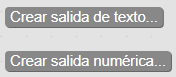 Crear salida de texto...
Crear salida numérica...